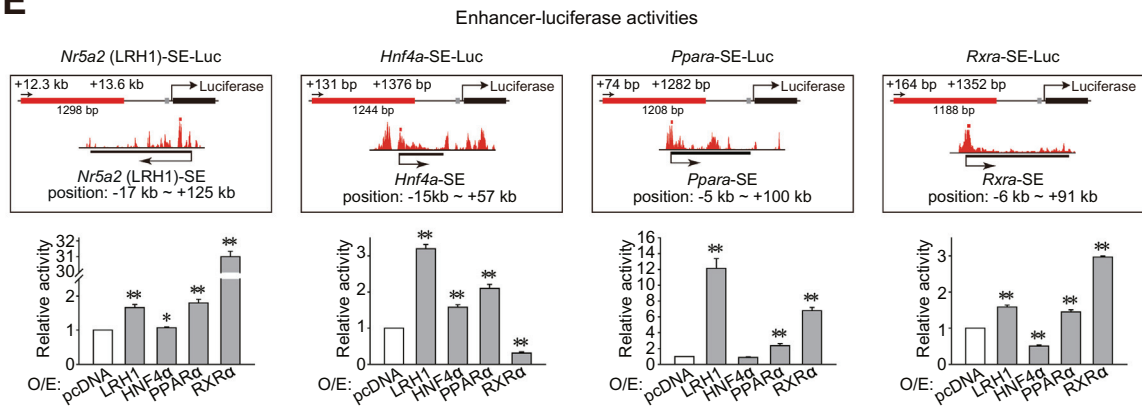 E
Enhancer-luciferase activities
Nr5a2 (LRH1)-SE-Luc
+12.3 kb +13.6 kb
Luciferase
1298 bp
Nr5a2 (LRH1)-SE
position: -17 kb ~ +125 kb
Hnf4a-SE-Luc
+131 bp +1376 bp
Luciferase
1244 bp
Hnf4a-SE
position: -15kb ~ +57 kb
Ppara-SE-Luc
+74 bp +1282 bp
Luciferase
1208 bp
Ppara-SE
position: -5 kb ~ +100 kb
Rxra-SE-Luc
+164 bp +1352 bp
Luciferase
1188 bp
Rxra-SE
position: -6 kb ~ +91 kb
Relative activity
32
31
30
2
1
0
** * ** **
O/E: pcDNA LRH1 HNF4α PPARα RXRα
Relative activity
3
2
1
0
** ** ** **
O/E: pcDNA LRH1 HNF4α PPARα RXRα
Relative activity
16
14
12
10
8
6
4
2
0
** ** **
O/E: pcDNA LRH1 HNF4α PPARα RXRα
Relative activity
3
2
1
0
** ** ** **
O/E: pcDNA LRH1 HNF4α PPARα RXRα